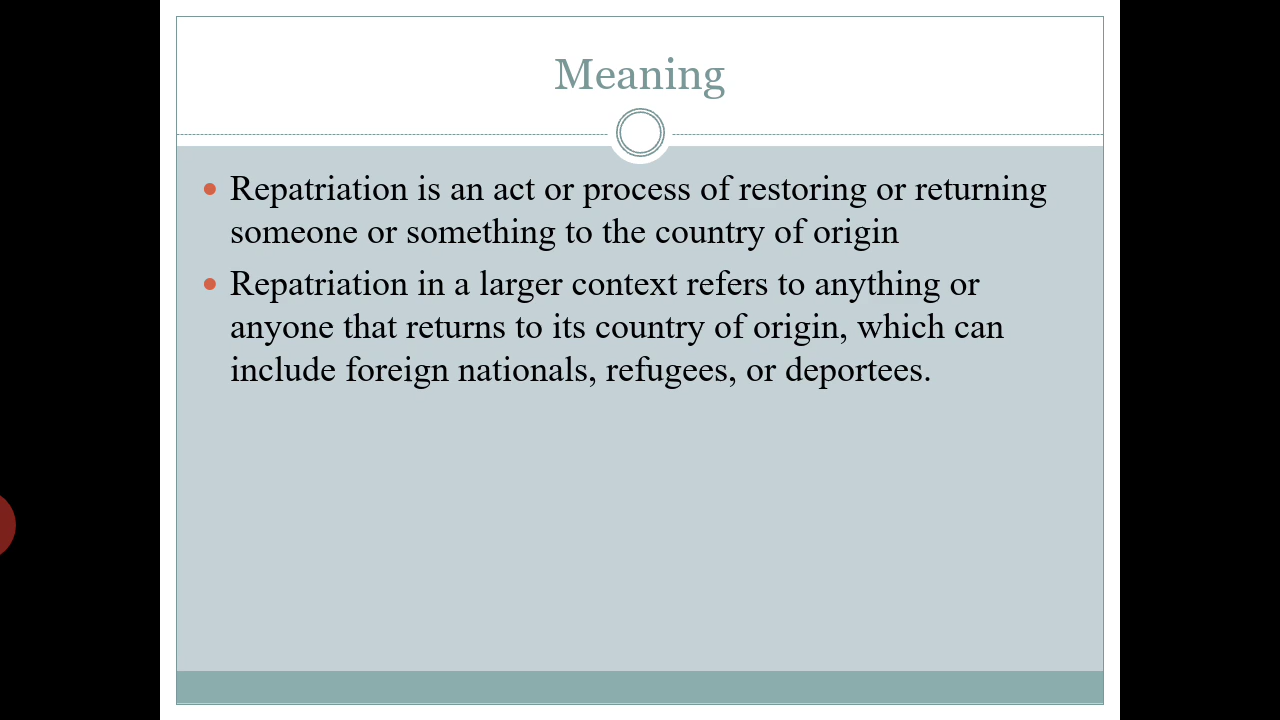 Meaning
Repatriation is an act or process of restoring or returning
someone or something to the country of origin
Repatriation in a larger context refers to anything or
anyone that returns to its country of origin, which can
include foreign nationals, refugees, or deportees.